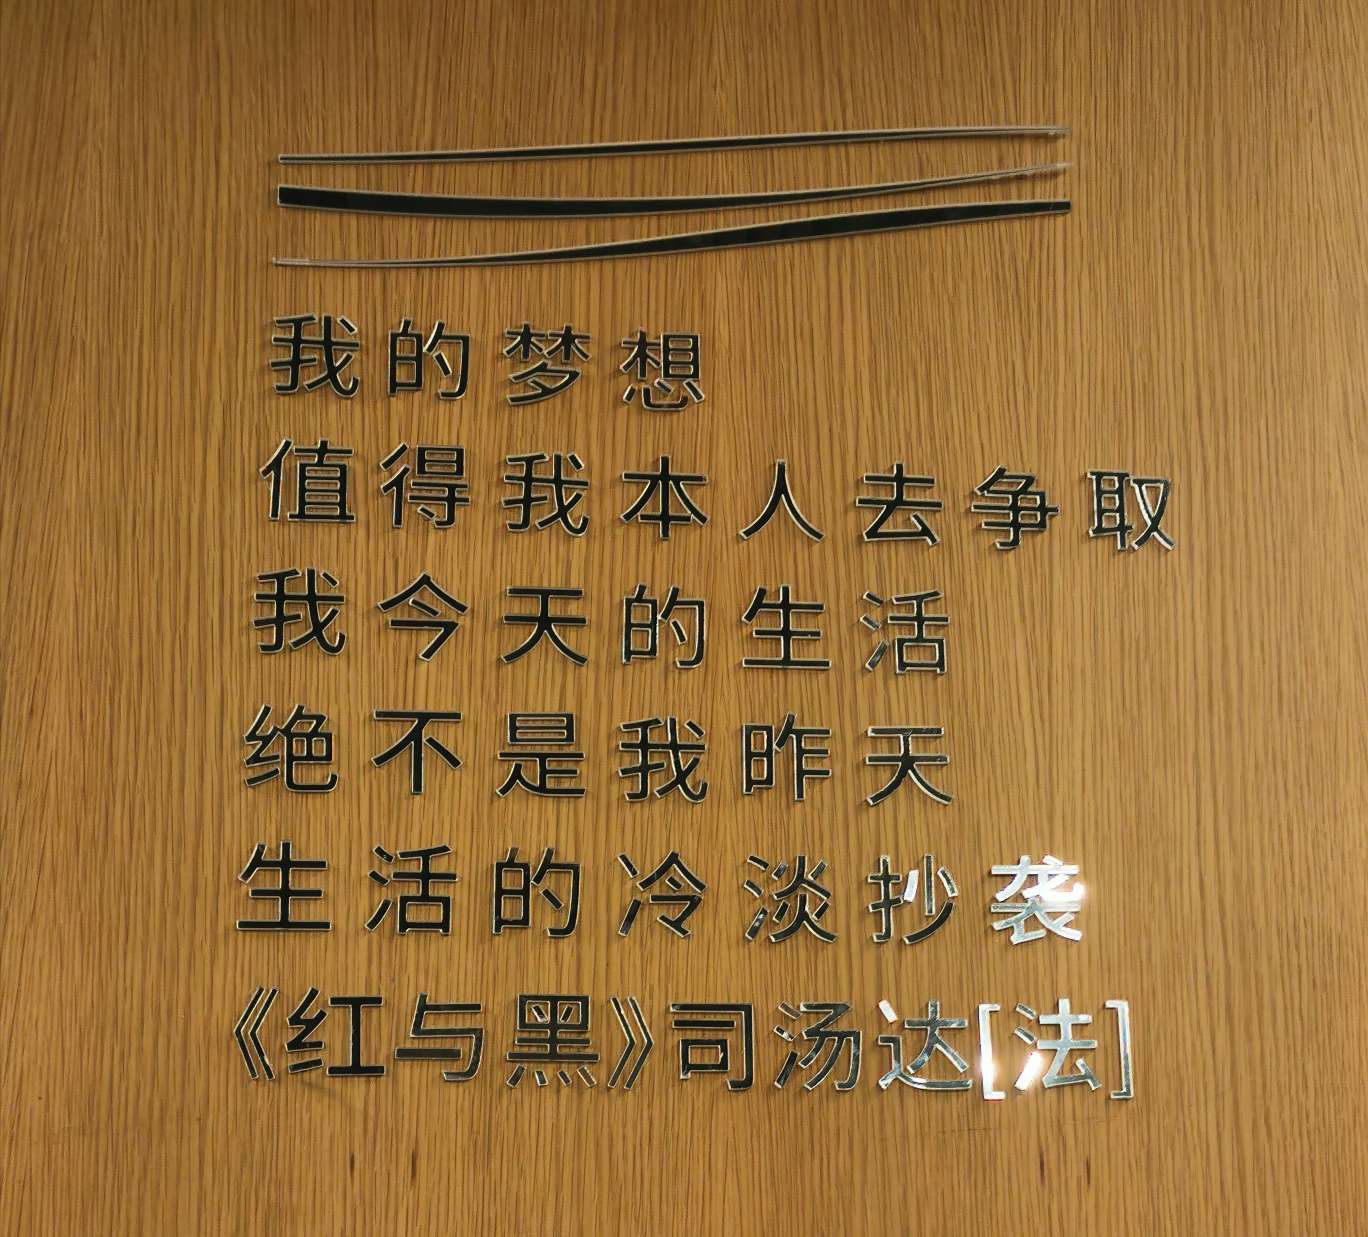 我的梦想
值得我本人去争取
我今天的生活
绝不是我昨天
生活的冷淡抄袭
《红与黑》司汤达[法]